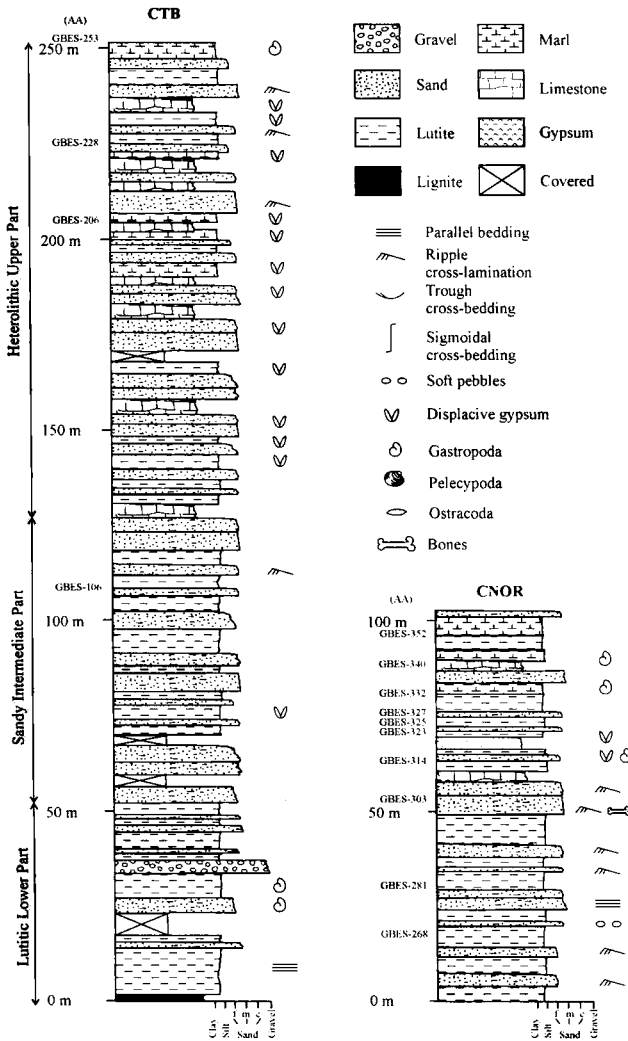 CTB
(AA)
GBES-253
250 m
GBES-228
GBES-206
200 m
150 m
GBES-106
100 m
50 m
0 m
Heterolithic Upper Part
Sandy Intermediate Part
Lutitic Lower Part
Clay
Silt
f
m
c
Sand
Gravel
Gravel
Marl
Sand
Limestone
Lutite
Gypsum
Lignite
Covered
Parallel bedding
Ripple
cross-lamination
Trough
cross-bedding
Sigmoidal
cross-bedding
Soft pebbles
Displacive gypsum
Gastropoda
Pelecypoda
Ostracoda
Bones
CNOR
(AA)
100 m
GBES-352
GBES-340
GBES-332
GBES-327
GBES-325
GBES-323
GBES-314
GBES-303
50 m
GBES-281
GBES-268
0 m
Clay
Silt
f
m
c
Sand
Gravel